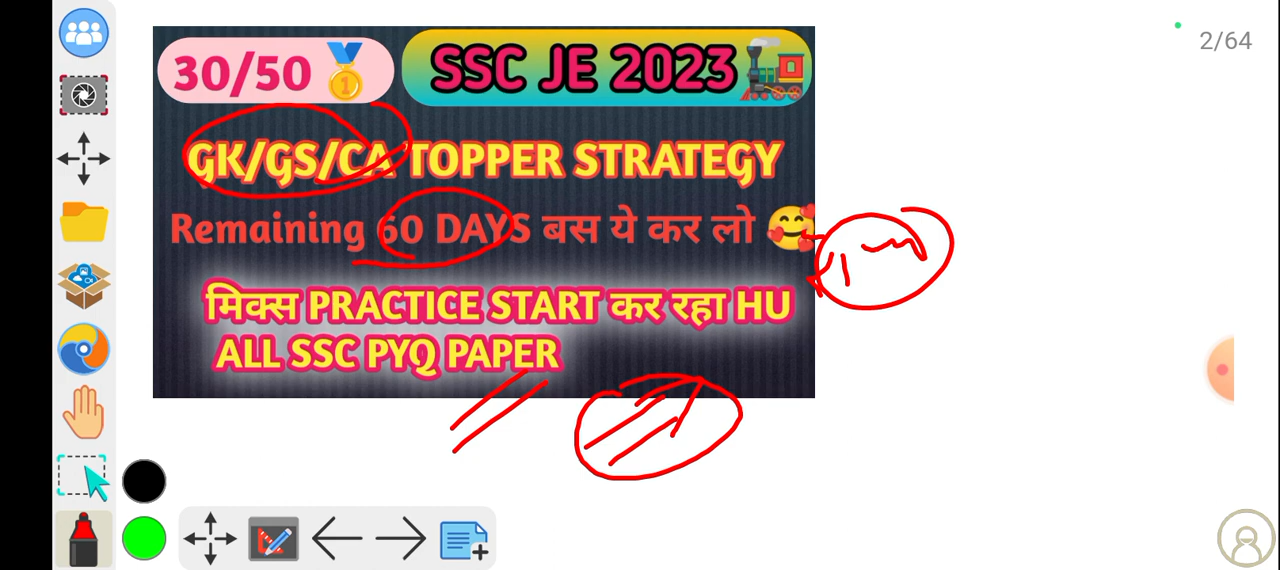 2/64
30/50 SSC JE 2023
GK/GS/CA TOPPER STRATEGY
Remaining 60 DAYS बस ये कर लो
मिक्स PRACTICE START कर रहा HU
ALL SSC PYQ PAPER